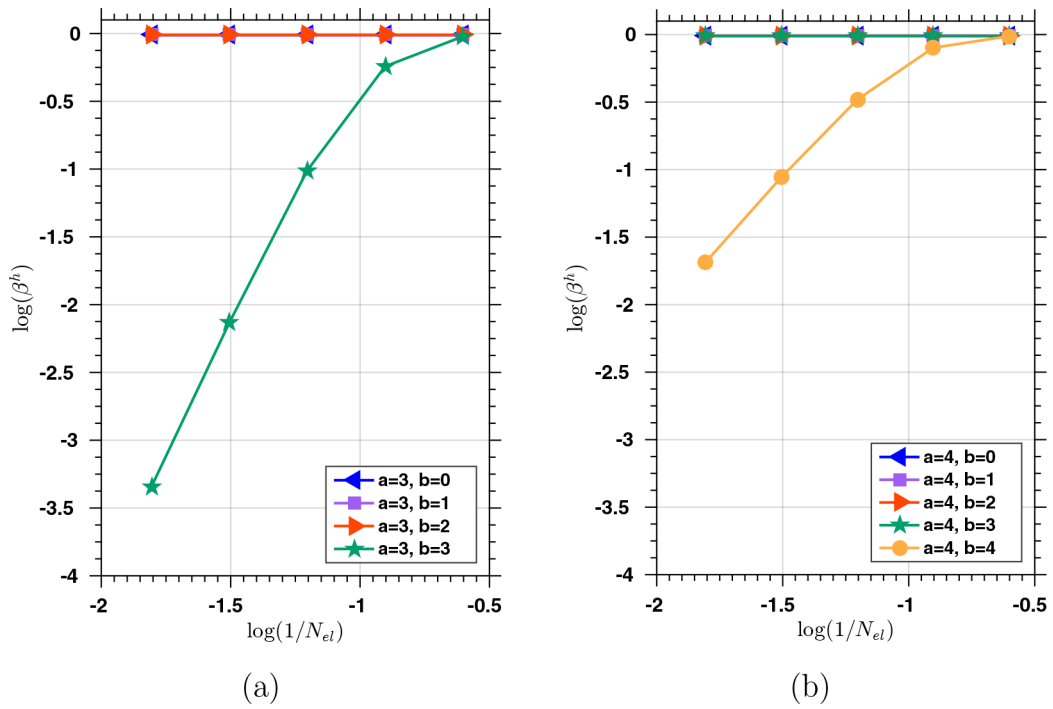 0
-0.5
-1
-1.5
-2
-2.5
-3
-3.5
-4
log(β^h)
-2
-1.5
-1
-0.5
log(1/N_el)
a=3, b=0
a=3, b=1
a=3, b=2
a=3, b=3
(a)
0
-0.5
-1
-1.5
-2
-2.5
-3
-3.5
-4
log(β^h)
-2
-1.5
-1
-0.5
log(1/N_el)
a=4, b=0
a=4, b=1
a=4, b=2
a=4, b=3
a=4, b=4
(b)